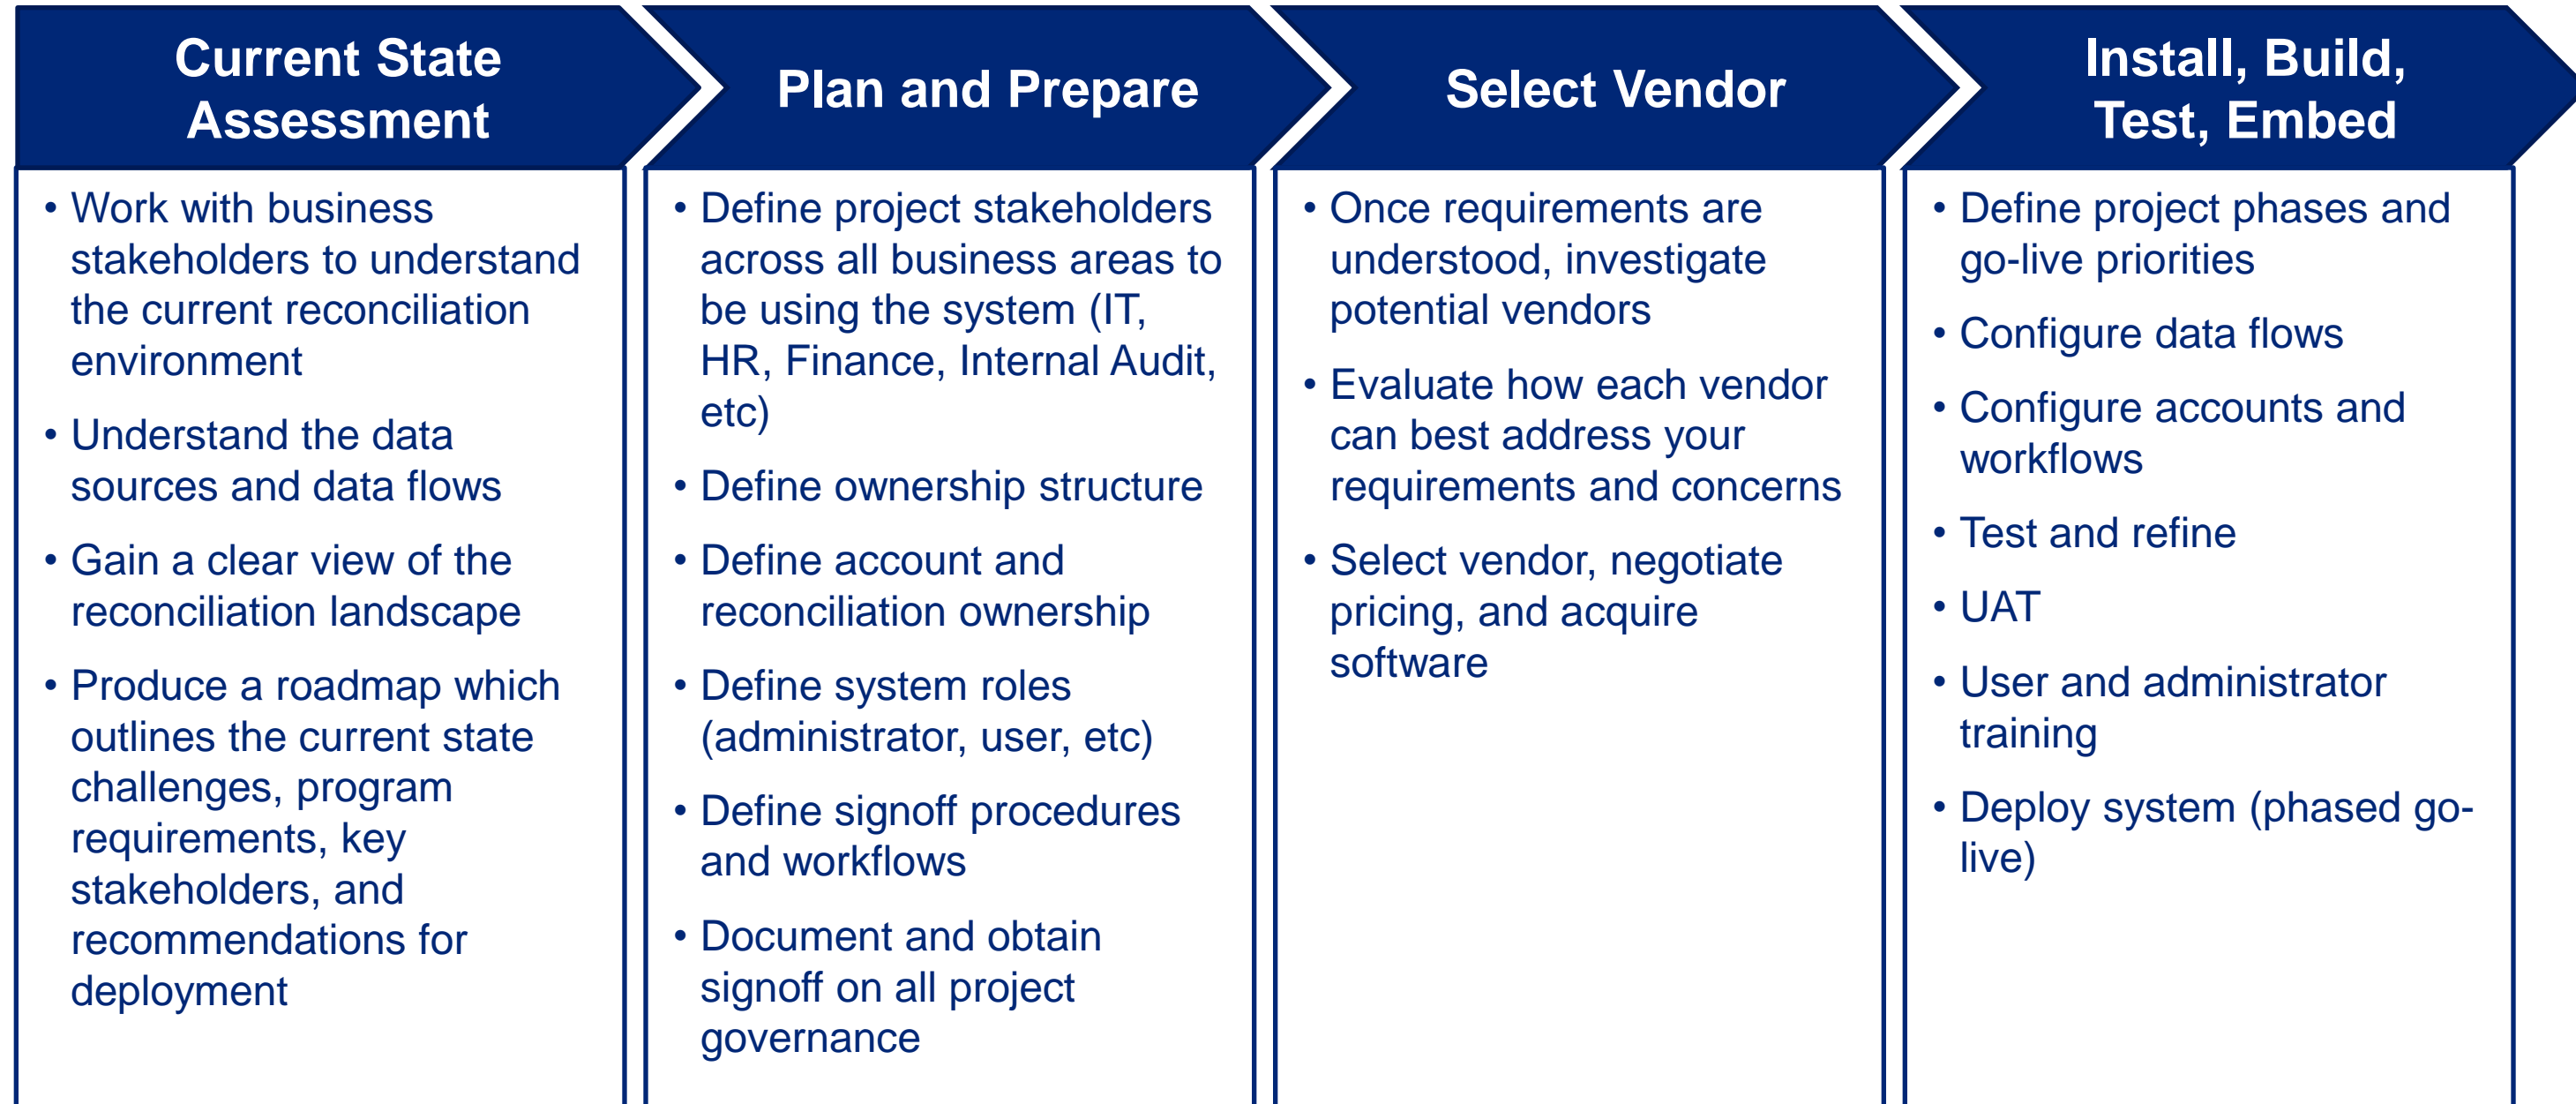 Current State
Assessment
• Work with business
stakeholders to understand
the current reconciliation
environment
• Understand the data
sources and data flows
• Gain a clear view of the
reconciliation landscape
• Produce a roadmap which
outlines the current state
challenges, program
requirements, key
stakeholders, and
recommendations for
deployment
Plan and Prepare
• Define project stakeholders
across all business areas to
be using the system (IT,
HR, Finance, Internal Audit,
etc)
• Define ownership structure
• Define account and
reconciliation ownership
• Define system roles
(administrator, user, etc)
• Define signoff procedures
and workflows
• Document and obtain
signoff on all project
governance
Select Vendor
• Once requirements are
understood, investigate
potential vendors
• Evaluate how each vendor
can best address your
requirements and concerns
• Select vendor, negotiate
pricing, and acquire
software
Install, Build,
Test, Embed
• Define project phases and
go-live priorities
• Configure data flows
• Configure accounts and
workflows
• Test and refine
• UAT
• User and administrator
training
• Deploy system (phased go-
live)